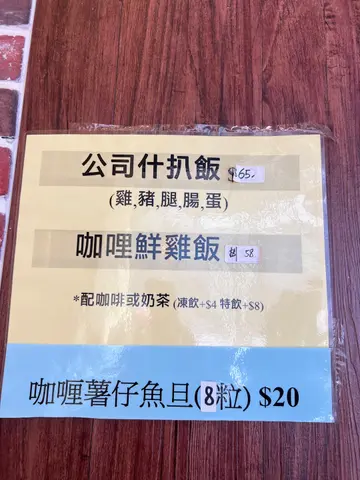 公司什扒飯 $65.
(雞,豬,腿,腸,蛋)
咖哩鮮雞飯 $ 58
*配咖啡或奶茶 (凍飲+$4 特飲+$8)
咖喱薯仔魚旦(8粒) $20